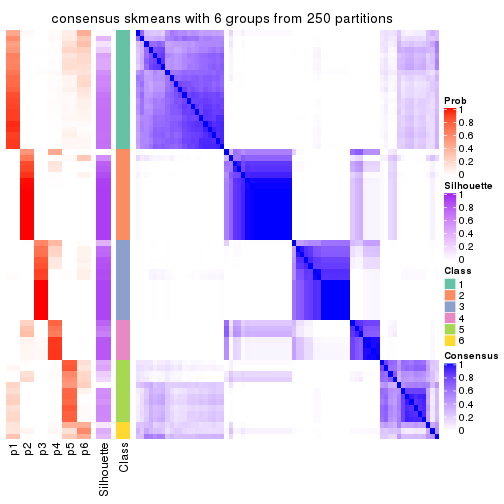 consensus skmeans with 6 groups from 250 partitions
Prob
1
0.8
0.6
0.4
0.2
0
Silhouette
1
0.8
0.6
0.4
0.2
0
Class
1
2
3
4
5
6
Consensus
1
0.8
0.6
0.4
0.2
0
p1
p2
p3
p4
p5
p6
Silhouette
Class